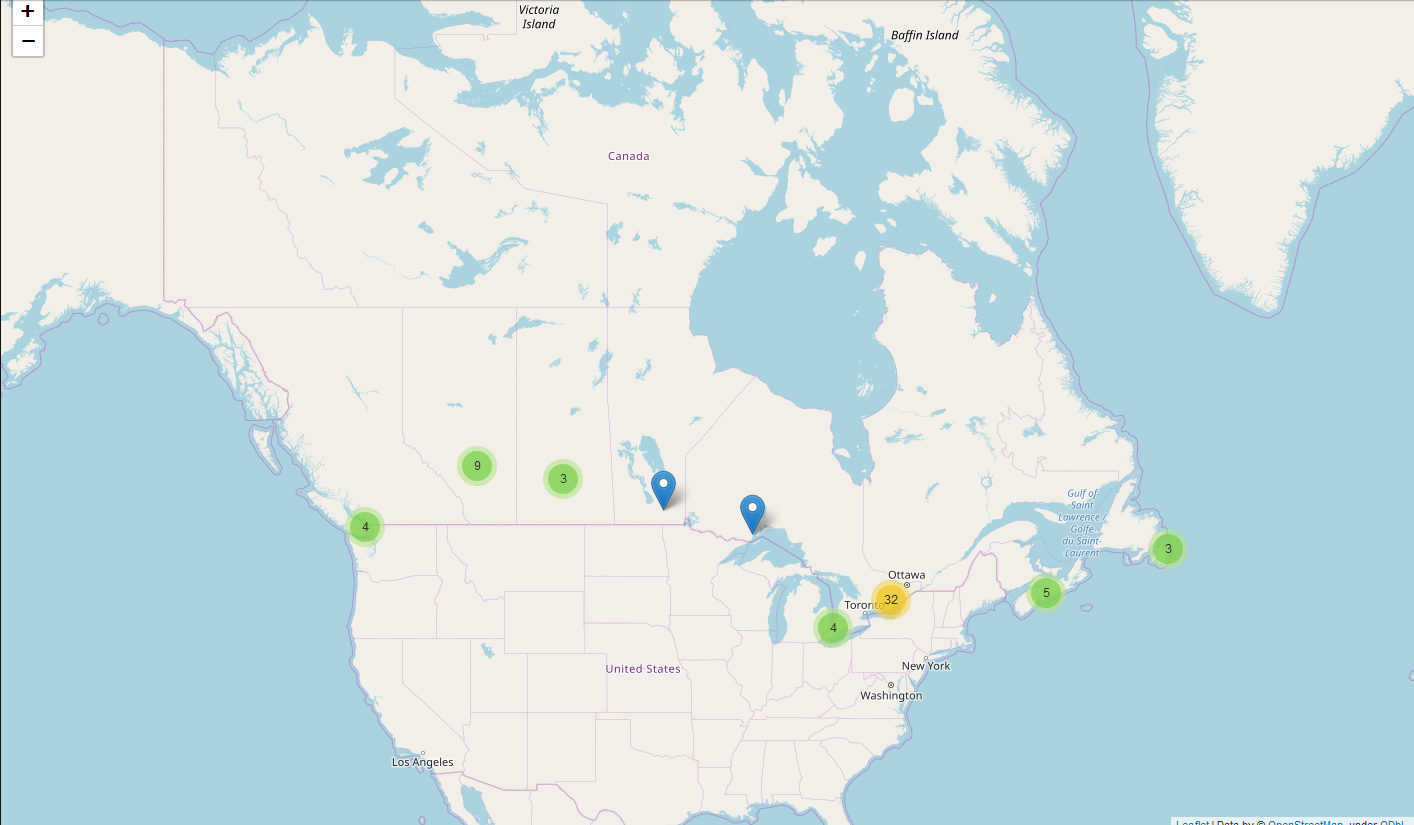 +
−
Victoria
Island
Baffin Island
Canada
9
3
4
Gulf of
Saint
Lawrence /
Golfe
du Saint-
Laurent
3
Ottawa
32
5
Toronto
4
New York
United States
Washington
Los Angeles
Leaflet | Data by © OpenStreetMap, under ODbL